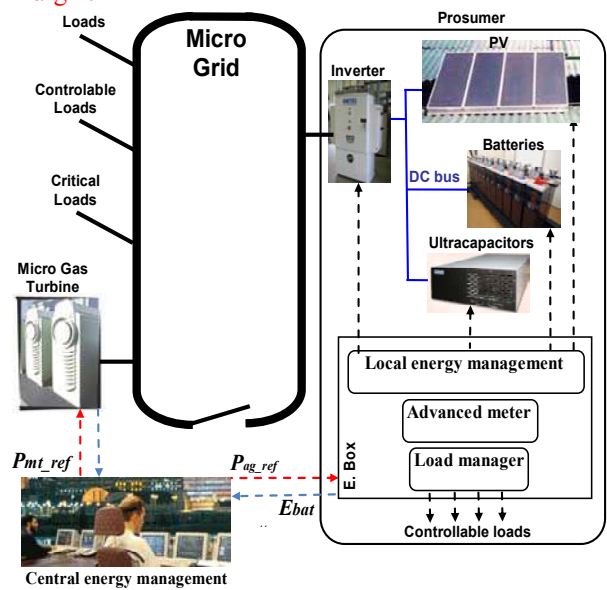 Loads
Micro
Grid
Prosumer
PV
Inverter
Controlable
Loads
Batteries
DC bus
Critical
Loads
Ultracapacitors
Micro Gas
Turbine
Local energy management
Advanced meter
Load manager
E. Box
Pmt_ref
Pag_ref
Ebat
..
Controllable loads
Central energy management